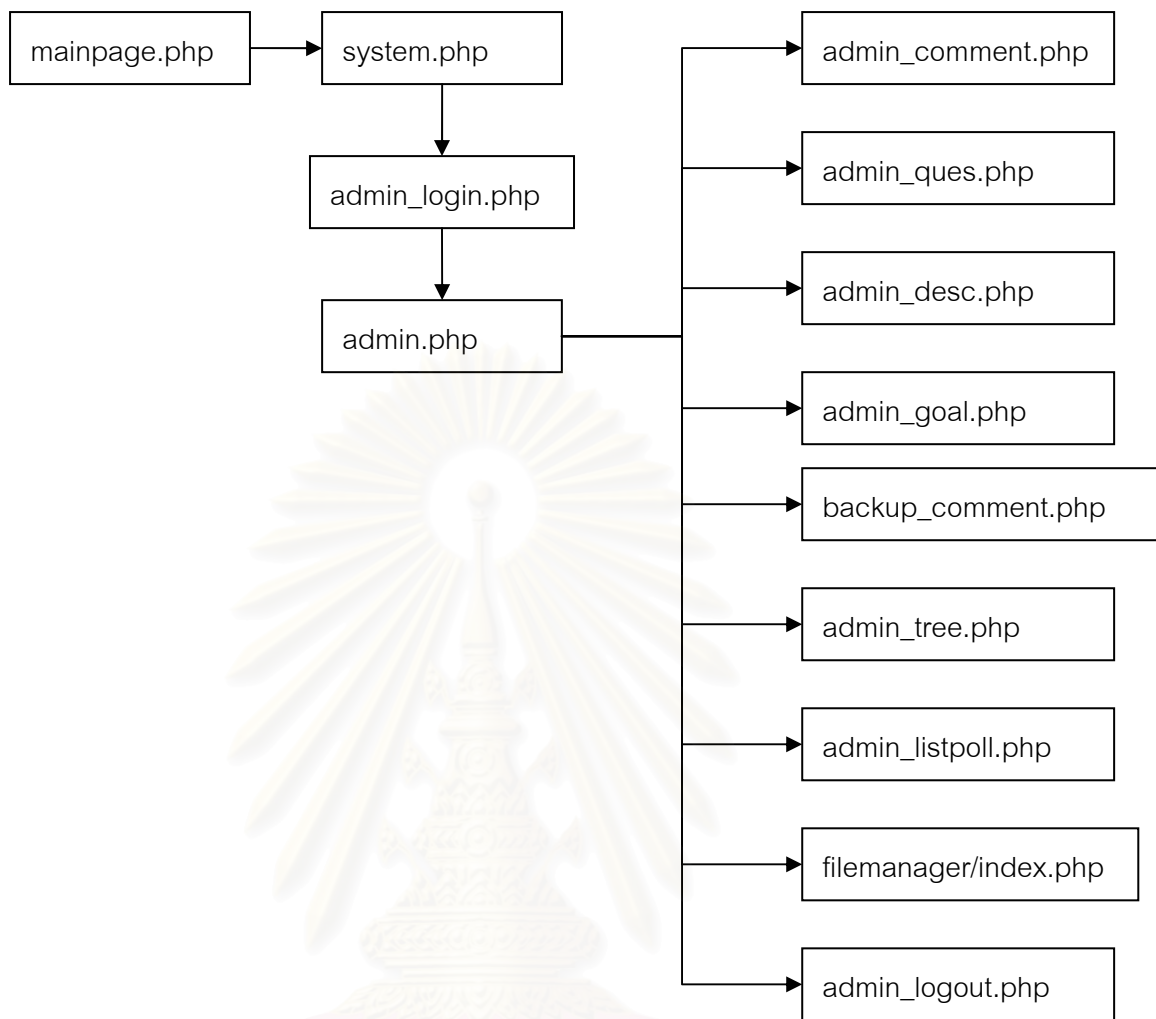 mainpage.php
system.php
admin_login.php
admin.php
admin_comment.php
admin_ques.php
admin_desc.php
admin_goal.php
backup_comment.php
admin_tree.php
admin_listpoll.php
filemanager/index.php
admin_logout.php